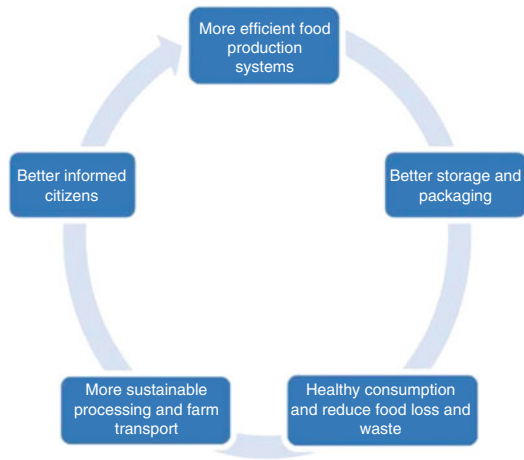 More efficient food
production
systems
Better storage and
packaging
Healthy consumption
and reduce food loss and
waste
More sustainable
processing and farm
transport
Better informed
citizens